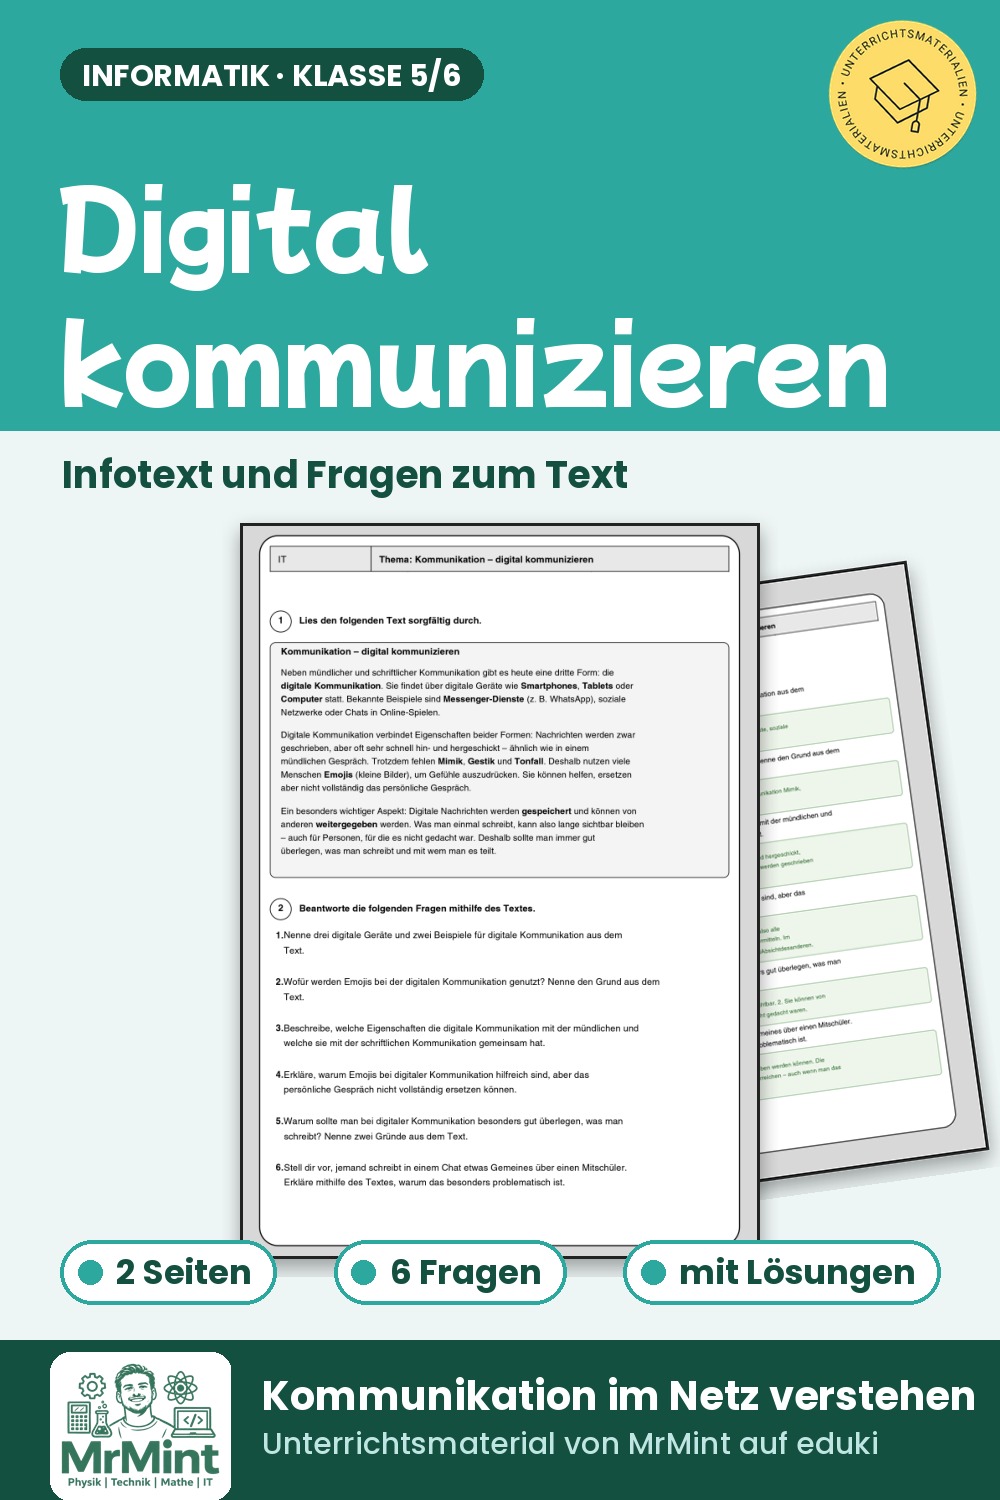 INFORMATIK · KLASSE 5/6
UNTERRICHTSMATERIALIEN · UNTERRICHTSMATERIALIEN ·
Digital
kommunizieren
Infotext und Fragen zum Text
IT
Thema: Kommunikation – digital kommunizieren
1 Lies den folgenden Text sorgfältig durch.
Kommunikation – digital kommunizieren
Neben mündlicher und schriftlicher Kommunikation gibt es heute eine dritte Form: die
digitale Kommunikation. Sie findet über digitale Geräte wie Smartphones, Tablets oder
Computer statt. Bekannte Beispiele sind Messenger-Dienste (z. B. WhatsApp), soziale
Netzwerke oder Chats in Online-Spielen.
Digitale Kommunikation verbindet Eigenschaften beider Formen: Nachrichten werden zwar
geschrieben, aber oft sehr schnell hin- und hergeschickt – ähnlich wie in einem
mündlichen Gespräch. Trotzdem fehlen Mimik, Gestik und Tonfall. Deshalb nutzen viele
Menschen Emojis (kleine Bilder), um Gefühle auszudrücken. Sie können helfen, ersetzen
aber nicht vollständig das persönliche Gespräch.
Ein besonders wichtiger Aspekt: Digitale Nachrichten werden gespeichert und können von
anderen weitergegeben werden. Was man einmal schreibt, kann also lange sichtbar bleiben
– auch für Personen, für die es nicht gedacht war. Deshalb sollte man immer gut
überlegen, was man schreibt und mit wem man es teilt.
2 Beantworte die folgenden Fragen mithilfe des Textes.
1.Nenne drei digitale Geräte und zwei Beispiele für digitale Kommunikation aus dem
Text.
2.Wofür werden Emojis bei der digitalen Kommunikation genutzt? Nenne den Grund aus dem
Text.
3.Beschreibe, welche Eigenschaften die digitale Kommunikation mit der mündlichen und
welche sie mit der schriftlichen Kommunikation gemeinsam hat.
4.Erkläre, warum Emojis bei digitaler Kommunikation hilfreich sind, aber das
persönliche Gespräch nicht vollständig ersetzen können.
5.Warum sollte man bei digitaler Kommunikation besonders gut überlegen, was man
schreibt? Nenne zwei Gründe aus dem Text.
6.Stell dir vor, jemand schreibt in einem Chat etwas Gemeines über einen Mitschüler.
Erkläre mithilfe des Textes, warum das besonders problematisch ist.
2 Seiten
6 Fragen
mit Lösungen
MrMint
Physik | Technik | Mathe | IT
Kommunikation im Netz verstehen
Unterrichtsmaterial von MrMint auf eduki